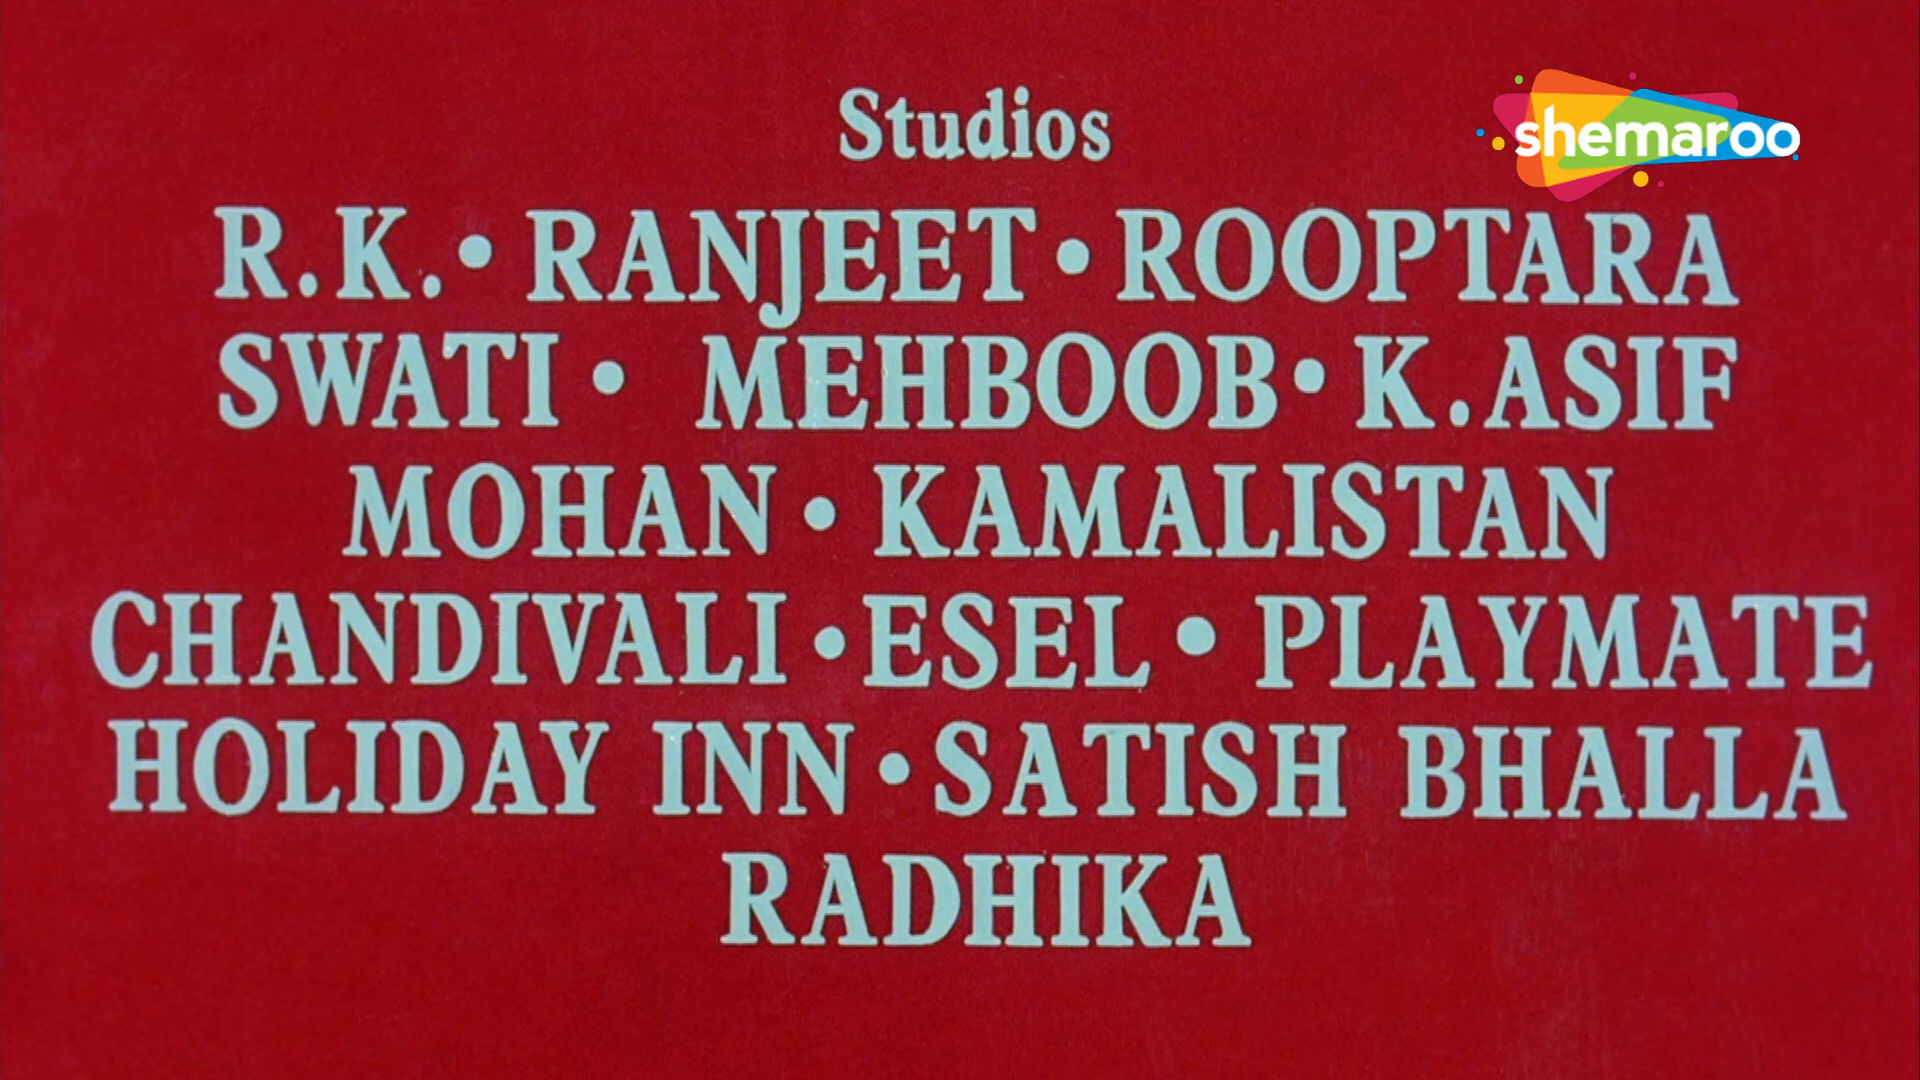 Studios
shemaroo
R.K. • RANJEET • ROOPTARA
SWATI • MEHBOOB • K.ASIF
MOHAN • KAMALISTAN
CHANDIVALI • ESEL • PLAYMATE
HOLIDAY INN • SATISH BHALLA
RADHIKA